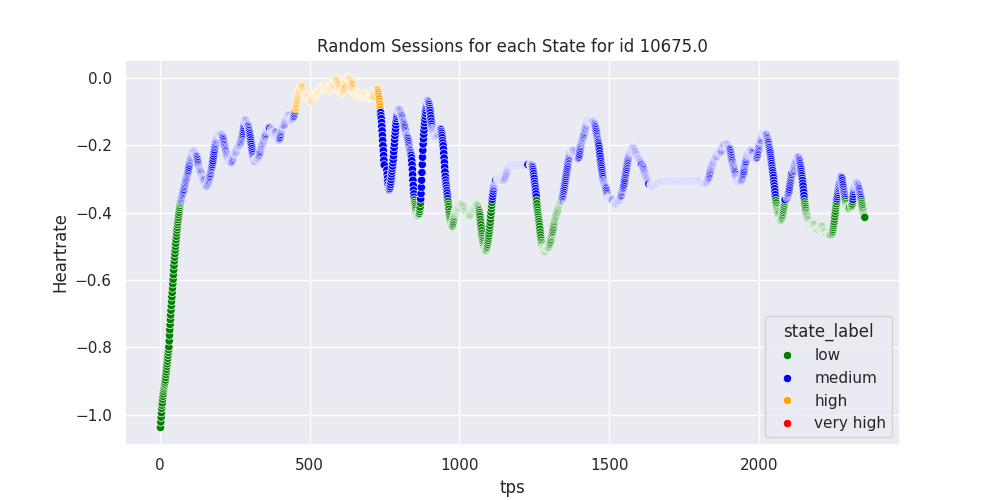 Random Sessions for each State for id 10675.0
Heartrate
0.0
−0.2
−0.4
−0.6
−0.8
−1.0
0
500
1000
1500
2000
tps
state_label
low
medium
high
very high